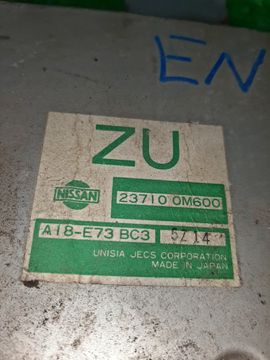 EN
ZU
NISSAN
23710 0M600
A18-E73 BC3 5Z14
UNISIA JECS CORPORATION
MADE IN JAPAN